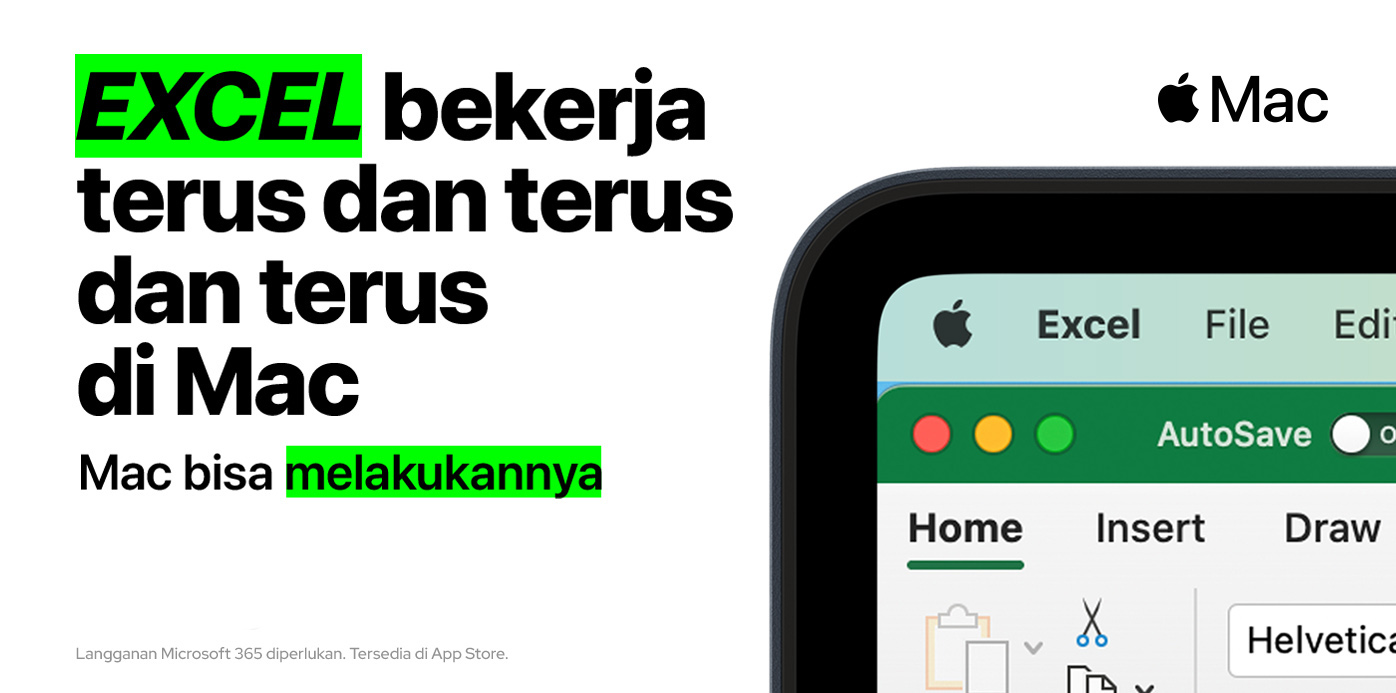 EXCEL bekerja
terus dan terus
dan terus
di Mac
Mac bisa melakukannya
Langganan Microsoft 365 diperlukan. Tersedia di App Store.
Mac
Excel File
AutoSave
Home Insert Draw